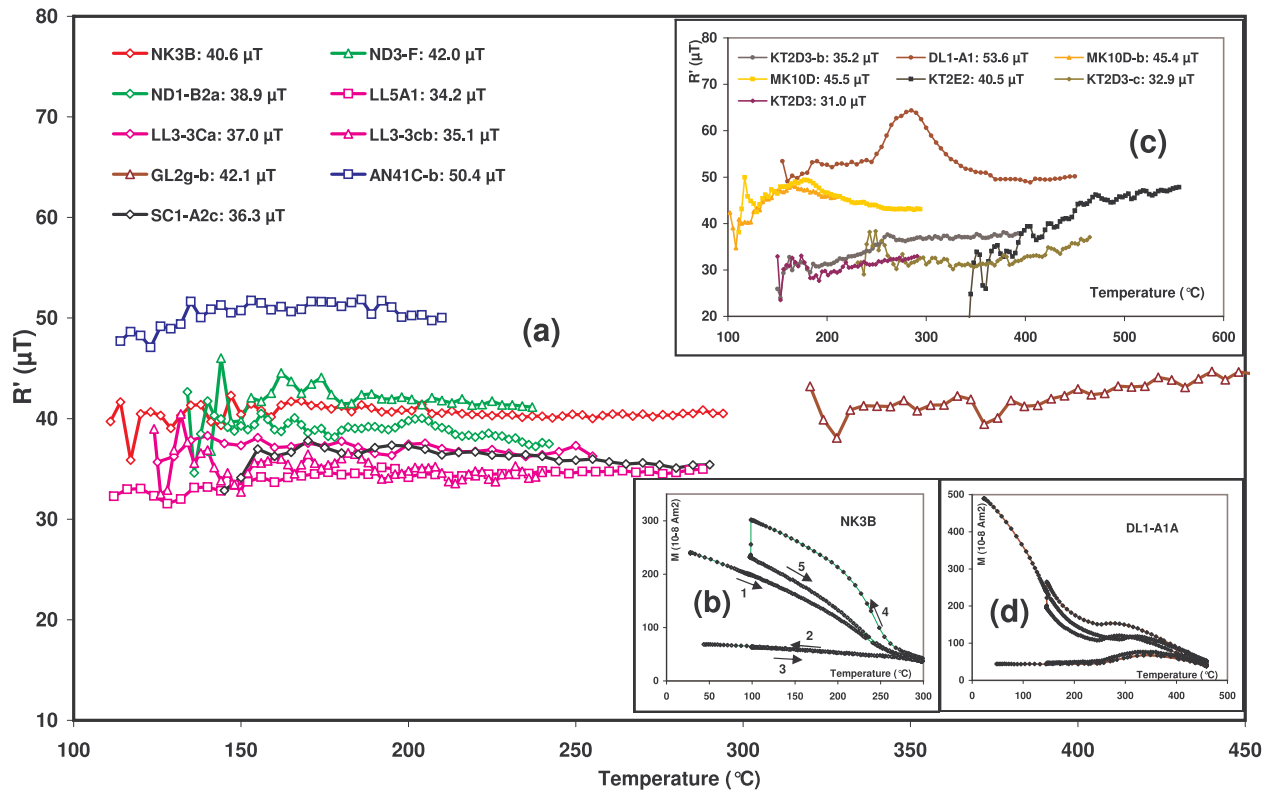 80
70
60
50
40
30
20
10
R' (µT)
NK3B: 40.6 µT
ND3-F: 42.0 µT
ND1-B2a: 38.9 µT
LL5A1: 34.2 µT
LL3-3Ca: 37.0 µT
LL3-3cb: 35.1 µT
GL2g-b: 42.1 µT
AN41C-b: 50.4 µT
SC1-A2c: 36.3 µT
(a)
100 150 200 250 300 350 400 450
Temperature (°C)
80
70
60
50
40
30
20
R' (µT)
KT2D3-b: 35.2 µT DL1-A1: 53.6 µT MK10D-b: 45.4 µT
MK10D: 45.5 µT KT2E2: 40.5 µT KT2D3-c: 32.9 µT
KT2D3: 31.0 µT
(c)
Temperature (°C)
100 200 300 400 500 600
M (10-8 Am2)
NK3B
300
200
100
0
(b)
1
2
3
4
5
Temperature (°C)
0 50 100 150 200 250 300
M (10-8 Am2)
DL1-A1A
500
400
300
200
100
0
(d)
Temperature (°C)
0 100 200 300 400 500